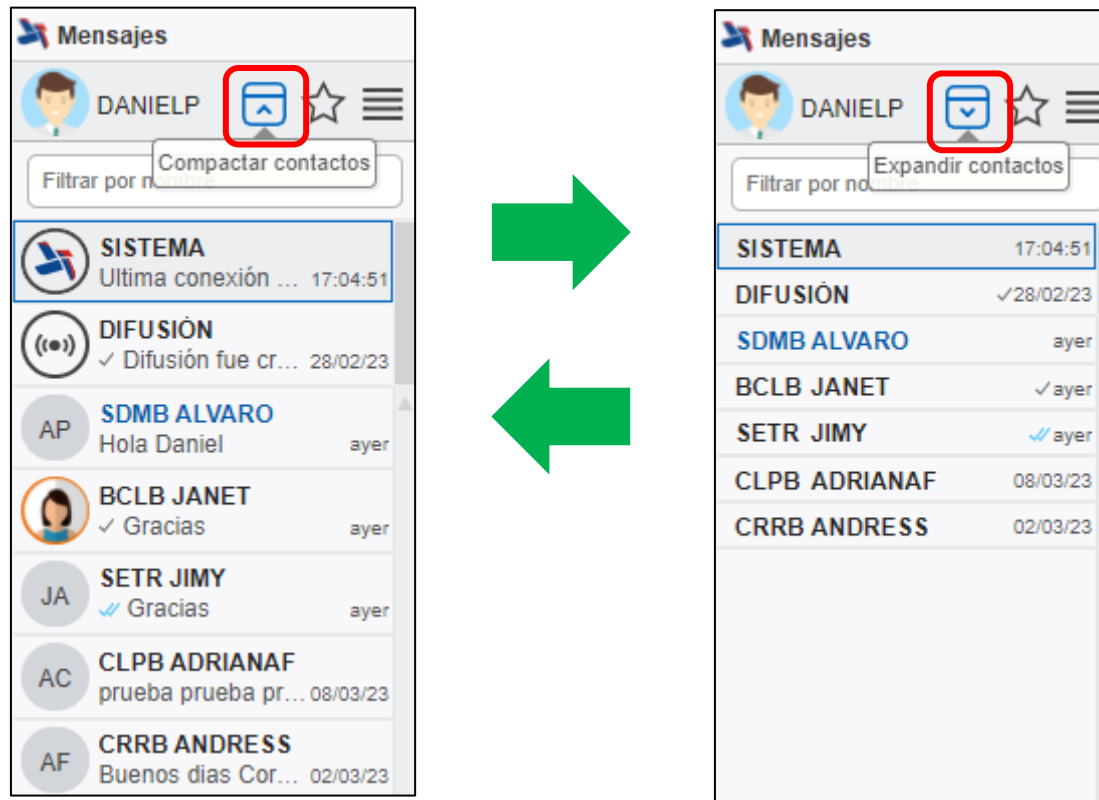 Mensajes
DANIELP
Compactar contactos
Filtrar por nombre
SISTEMA
Ultima conexión ... 17:04:51
DIFUSIÓN
✓ Difusión fue cr... 28/02/23
AP
SDMB ALVARO
Hola Daniel ayer
BCLB JANET
✓ Gracias ayer
JA
SETR JIMY
✓✓ Gracias ayer
AC
CLPB ADRIANAF
prueba prueba pr... 08/03/23
AF
CRRB ANDRESS
Buenos dias Cor... 02/03/23
Mensajes
DANIELP
Expandir contactos
Filtrar por nombre
SISTEMA 17:04:51
DIFUSIÓN ✓28/02/23
SDMB ALVARO ayer
BCLB JANET ✓ayer
SETR JIMY ✓✓ayer
CLPB ADRIANAF 08/03/23
CRRB ANDRESS 02/03/23